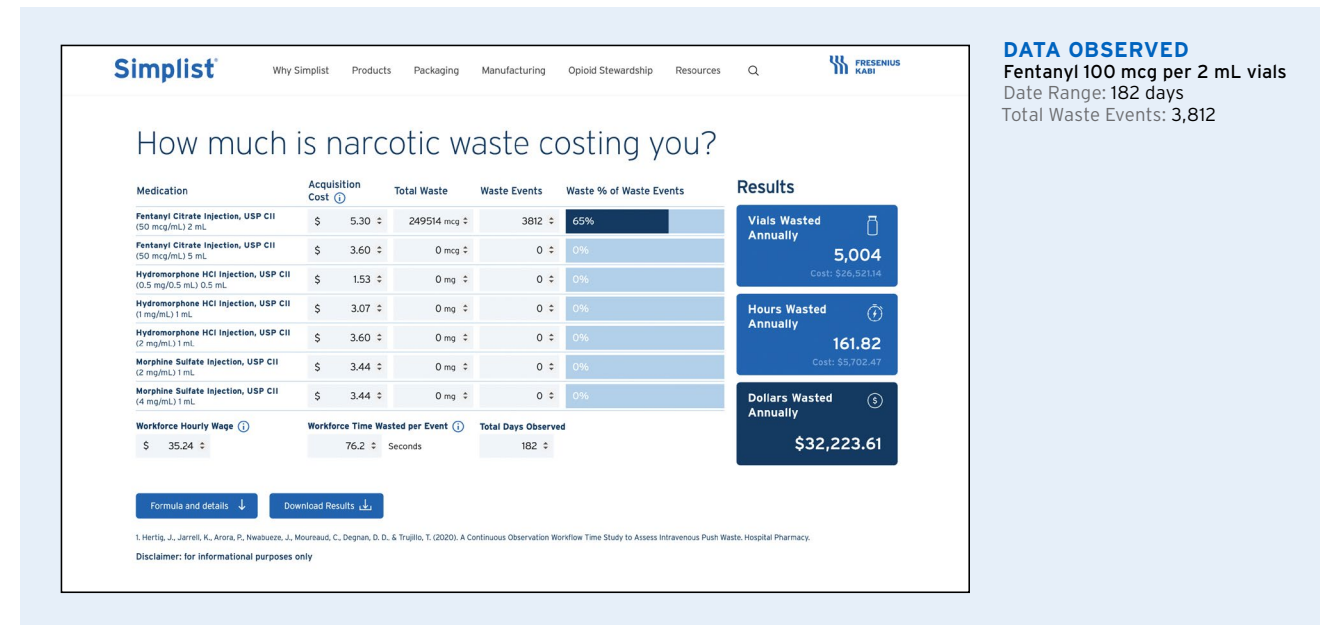 Simplist®
Why Simplist Products Packaging Manufacturing Opioid Stewardship Resources
FRESENIUS
KABI
How much is narcotic waste costing you?
Medication Acquisition Cost Total Waste Waste Events Waste % of Waste Events
Fentanyl Citrate Injection, USP CII
(50 mcg/mL) 2 mL
$ 5.30 249514 mcg 3812 65%
Fentanyl Citrate Injection, USP CII
(50 mcg/mL) 5 mL
$ 3.60 0 mcg 0 0%
Hydromorphone HCl Injection, USP CII
(0.5 mg/0.5 mL) 0.5 mL
$ 1.53 0 mg 0 0%
Hydromorphone HCl Injection, USP CII
(1 mg/mL) 1 mL
$ 3.07 0 mg 0 0%
Hydromorphone HCl Injection, USP CII
(2 mg/mL) 1 mL
$ 3.60 0 mg 0 0%
Morphine Sulfate Injection, USP CII
(2 mg/mL) 1 mL
$ 3.44 0 mg 0 0%
Morphine Sulfate Injection, USP CII
(4 mg/mL) 1 mL
$ 3.44 0 mg 0 0%
Workforce Hourly Wage Workforce Time Wasted per Event Total Days Observed
$ 35.24 76.2 Seconds 182
Results
Vials Wasted
Annually
5,004
Cost: $26,521.14
Hours Wasted
Annually
161.82
Cost: $5,702.47
Dollars Wasted
Annually
$32,223.61
Formula and details Download Results
1. Hertig, J., Jarrell, K., Arora, P., Nwabueze, J., Moureaud, C., Degnan, D. D., & Trujillo, T. (2020). A Continuous Observation Workflow Time Study to Assess Intravenous Push Waste. Hospital Pharmacy.
Disclaimer: for informational purposes only
DATA OBSERVED
Fentanyl 100 mcg per 2 mL vials
Date Range: 182 days
Total Waste Events: 3,812